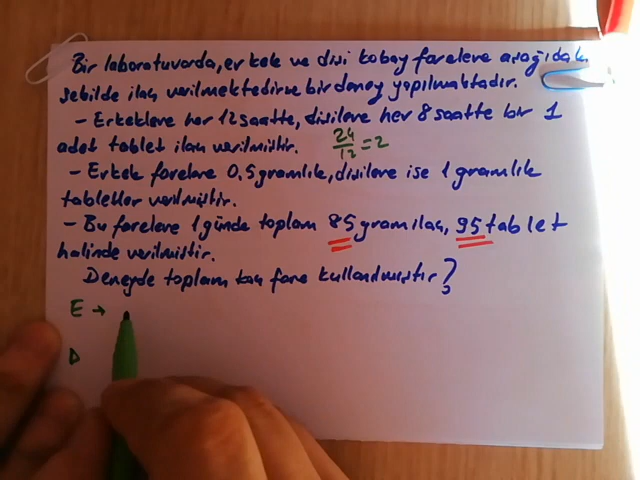 Bir laboratuvarda, erkek ve dişi kobay farelere aşağıdaki
şekilde ilaç verilmektedir ve bir deney yapılmaktadır.
- Erkeklere her 12 saatte, dişilere her 8 saatte bir 1
adet tablet ilaç verilmiştir. 24/12 = 2
- Erkek farelere 0,5 gramlık, dişilere ise 1 gramlık
tabletler verilmiştir.
- Bu farelere 1 günde toplam 85 gram ilaç, 95 tablet
halinde verilmiştir.
Deneyde toplam kaç fare kullanılmıştır?
E →
D